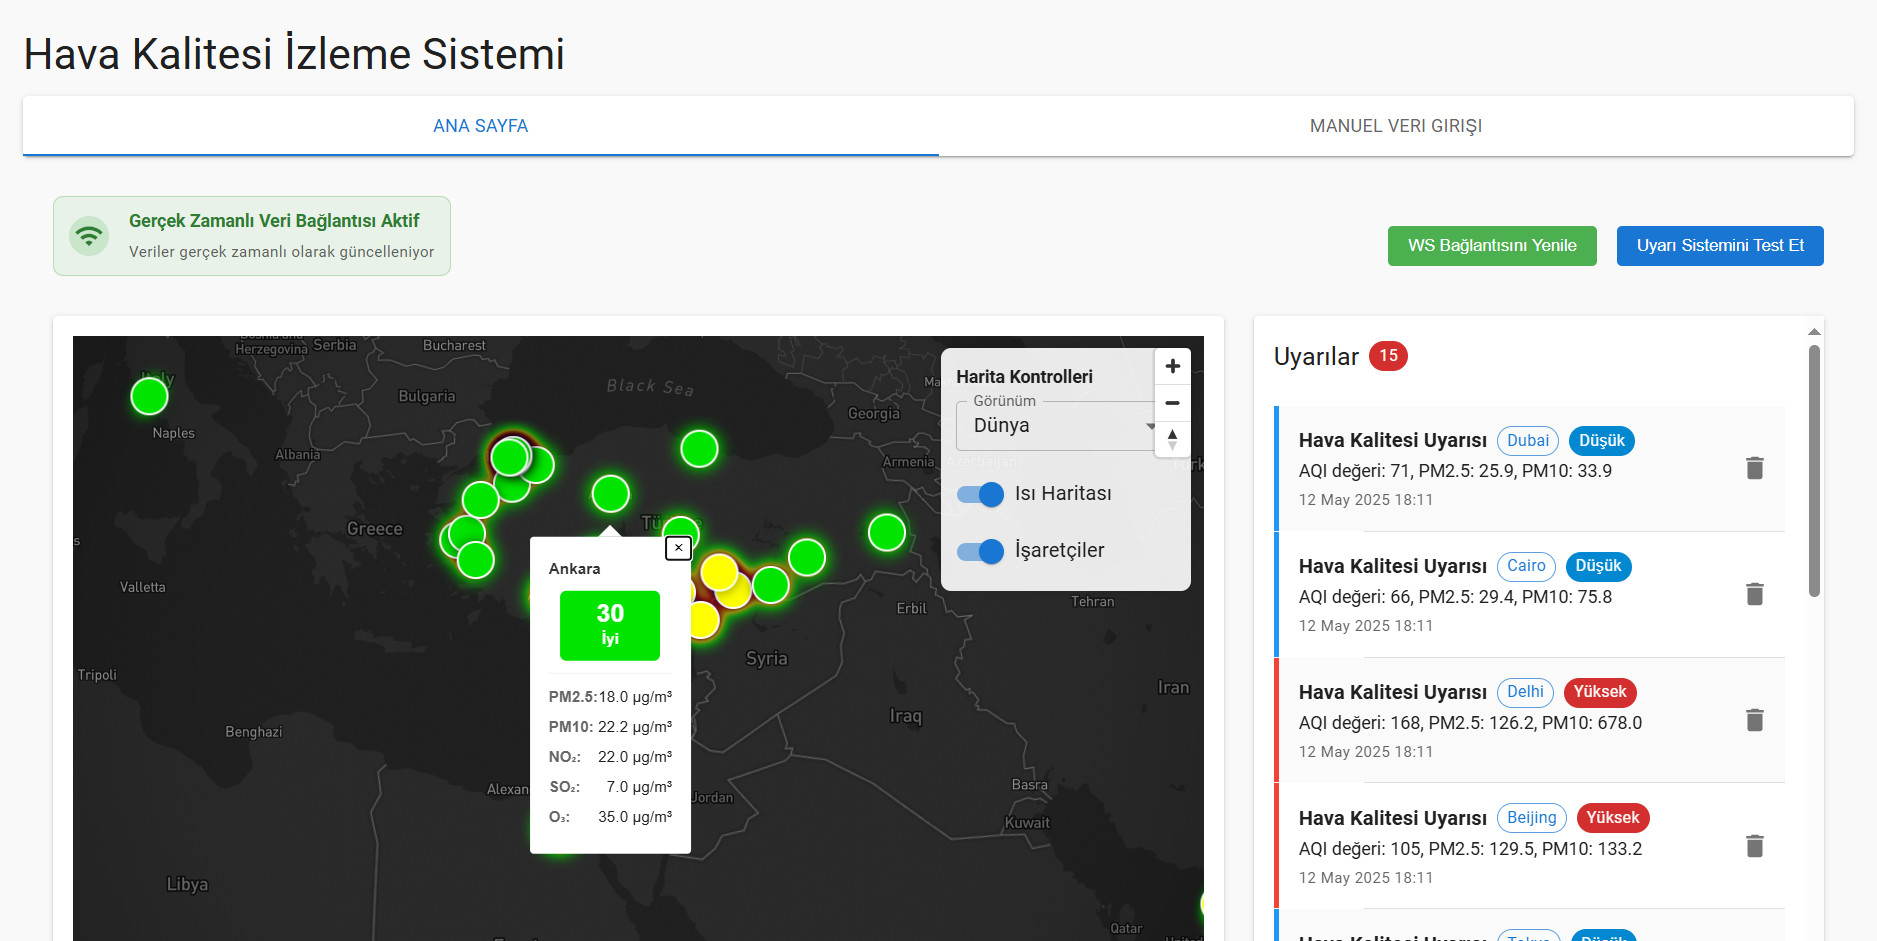 Hava Kalitesi İzleme Sistemi
ANA SAYFA
MANUEL VERI GIRIŞI
Gerçek Zamanlı Veri Bağlantısı Aktif
Veriler gerçek zamanlı olarak güncelleniyor
WS Bağlantısını Yenile
Uyarı Sistemini Test Et
Herzegovina
Serbia
Bucharest
Black Sea
Italy
Bulgaria
Georgia
Naples
Albania
Armenia
Azerbaijan
Greece
Valletta
Tehran
Erbil
Syria
Tripoli
Iran
Iraq
Benghazi
Basra
Jordan
Kuwait
Libya
Qatar
Harita Kontrolleri
Görünüm
Dünya
Isı Haritası
İşaretçiler
+
−
Ankara
×
30
İyi
PM2.5: 18.0 µg/m³
PM10: 22.2 µg/m³
NO₂: 22.0 µg/m³
SO₂: 7.0 µg/m³
O₃: 35.0 µg/m³
Uyarılar 15
Hava Kalitesi Uyarısı Dubai Düşük
AQI değeri: 71, PM2.5: 25.9, PM10: 33.9
12 May 2025 18:11
Hava Kalitesi Uyarısı Cairo Düşük
AQI değeri: 66, PM2.5: 29.4, PM10: 75.8
12 May 2025 18:11
Hava Kalitesi Uyarısı Delhi Yüksek
AQI değeri: 168, PM2.5: 126.2, PM10: 678.0
12 May 2025 18:11
Hava Kalitesi Uyarısı Beijing Yüksek
AQI değeri: 105, PM2.5: 129.5, PM10: 133.2
12 May 2025 18:11
Hava Kalitesi Uyarısı Tokyo Düşük